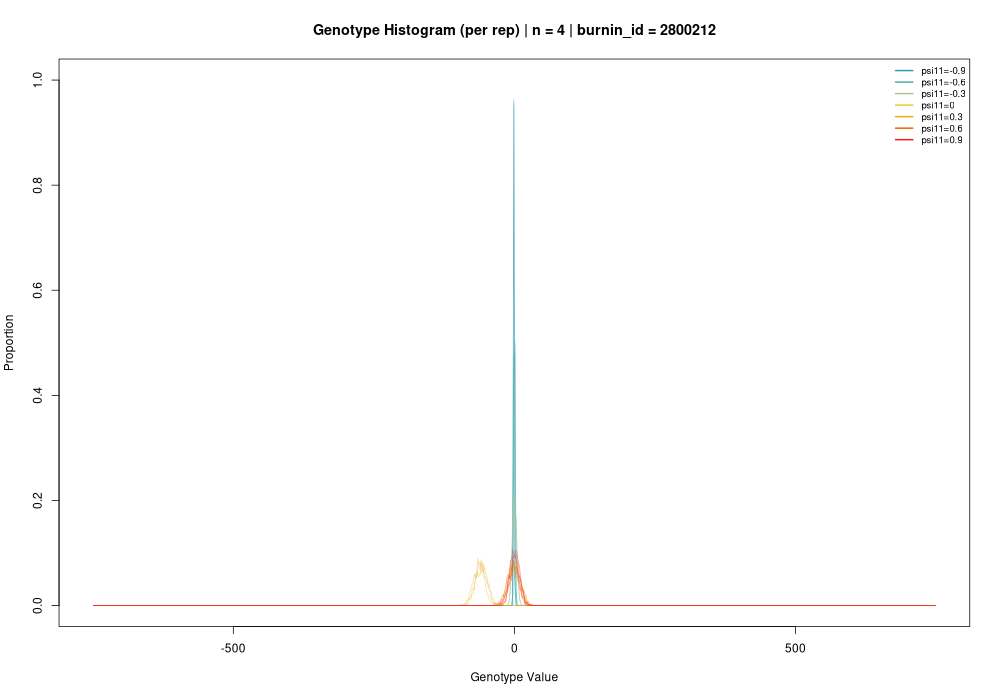 Genotype Histogram (per rep) | n = 4 | burnin_id = 2800212
psi11=-0.9
psi11=-0.6
psi11=-0.3
psi11=0
psi11=0.3
psi11=0.6
psi11=0.9
1.0
0.8
0.6
0.4
0.2
0.0
Proportion
-500 0 500
Genotype Value